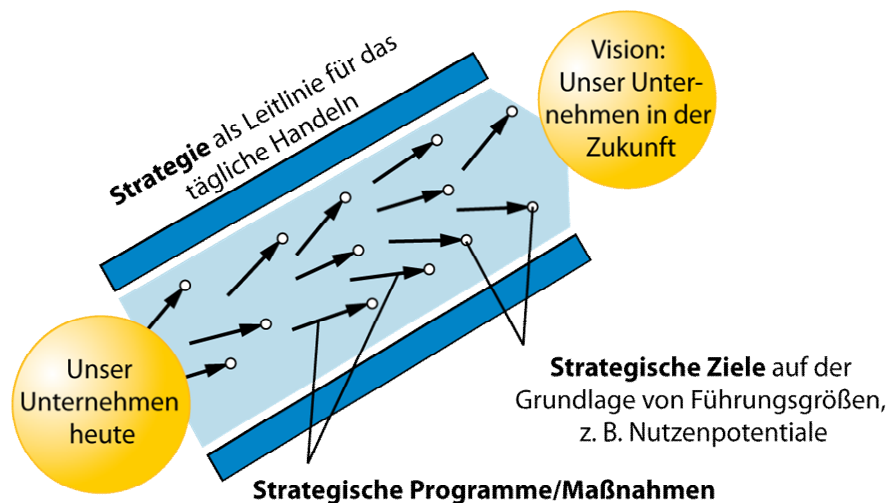 Strategie als Leitlinie für das
tägliche Handeln
Vision:
Unser Unter-
nehmen in der
Zukunft
Unser
Unternehmen
heute
Strategische Ziele auf der
Grundlage von Führungsgrößen,
z. B. Nutzenpotentiale
Strategische Programme/Maßnahmen